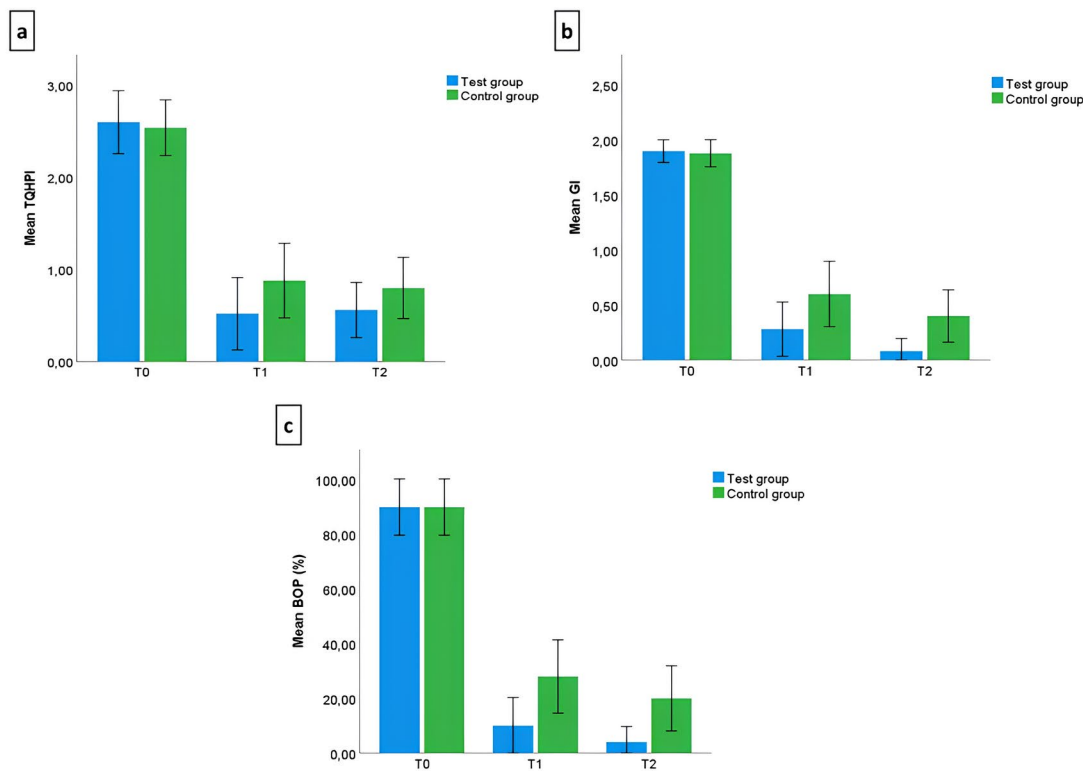 a
Mean TQHPI
3,00
2,00
1,00
0,00
T0
T1
T2
Test group
Control group
b
Mean GI
2,50
2,00
1,50
1,00
0,50
0,00
T0
T1
T2
Test group
Control group
c
Mean BOP (%)
100,00
80,00
60,00
40,00
20,00
0,00
T0
T1
T2
Test group
Control group